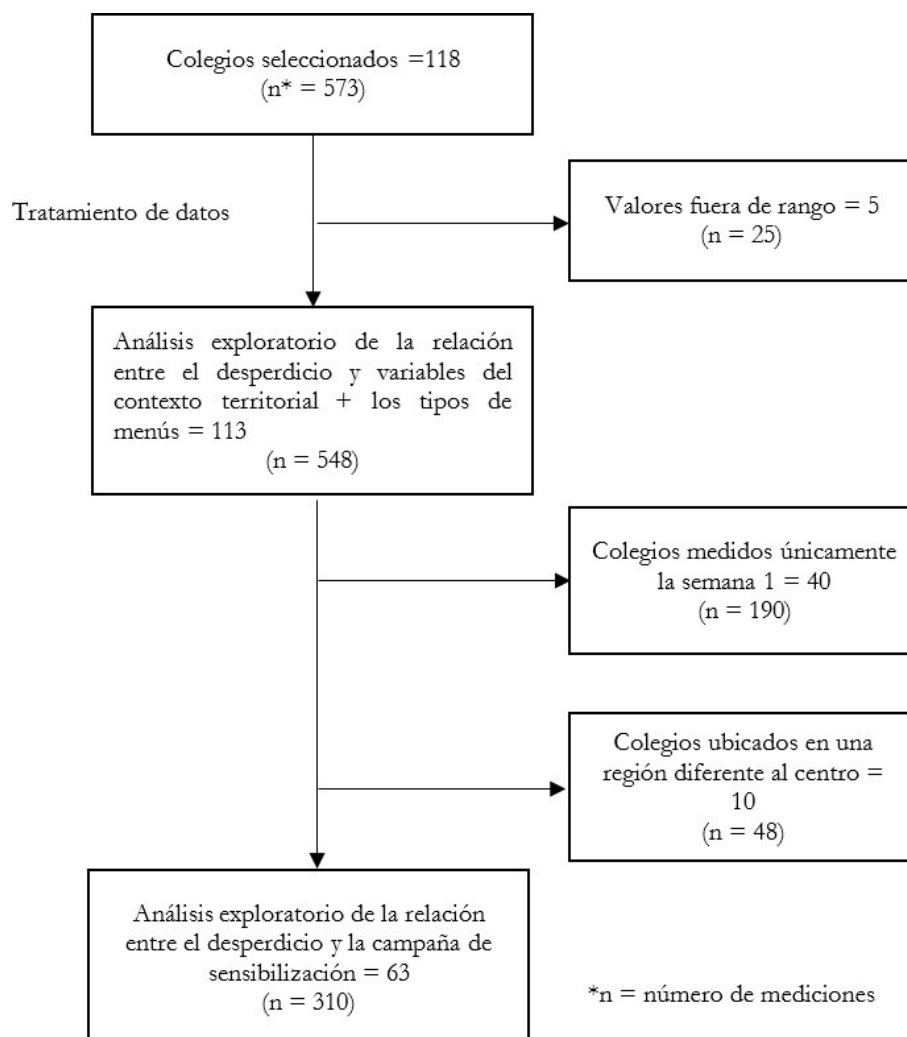 Colegios seleccionados =118
(n* = 573)
Tratamiento de datos
Valores fuera de rango = 5
(n = 25)
Análisis exploratorio de la relación
entre el desperdicio y variables del
contexto territorial + los tipos de
menús = 113
(n = 548)
Colegios medidos únicamente
la semana 1 = 40
(n = 190)
Colegios ubicados en una
región diferente al centro =
10
(n = 48)
Análisis exploratorio de la relación
entre el desperdicio y la campaña de
sensibilización = 63
(n = 310)
*n = número de mediciones